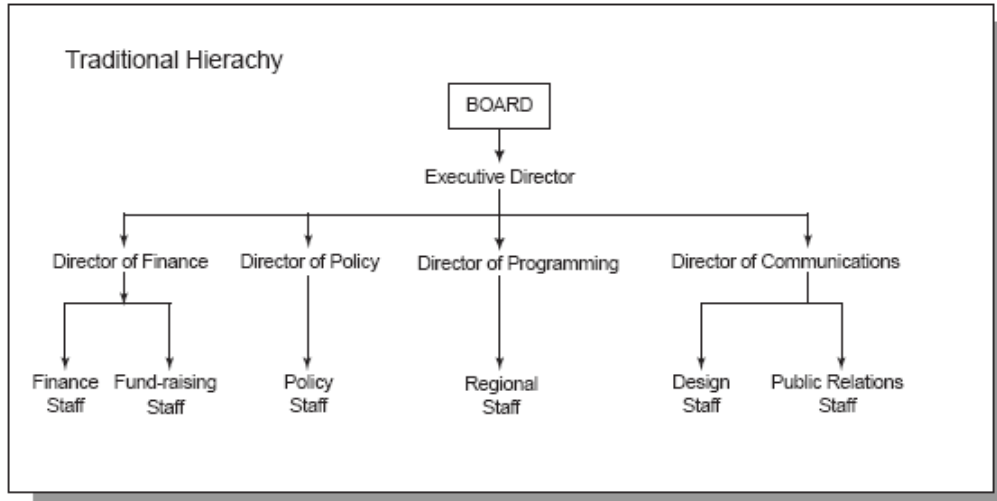 Traditional Hierachy
BOARD
Executive Director
Director of Finance
Director of Policy
Director of Programming
Director of Communications
Finance
Staff
Fund-raising
Staff
Policy
Staff
Regional
Staff
Design
Staff
Public Relations
Staff